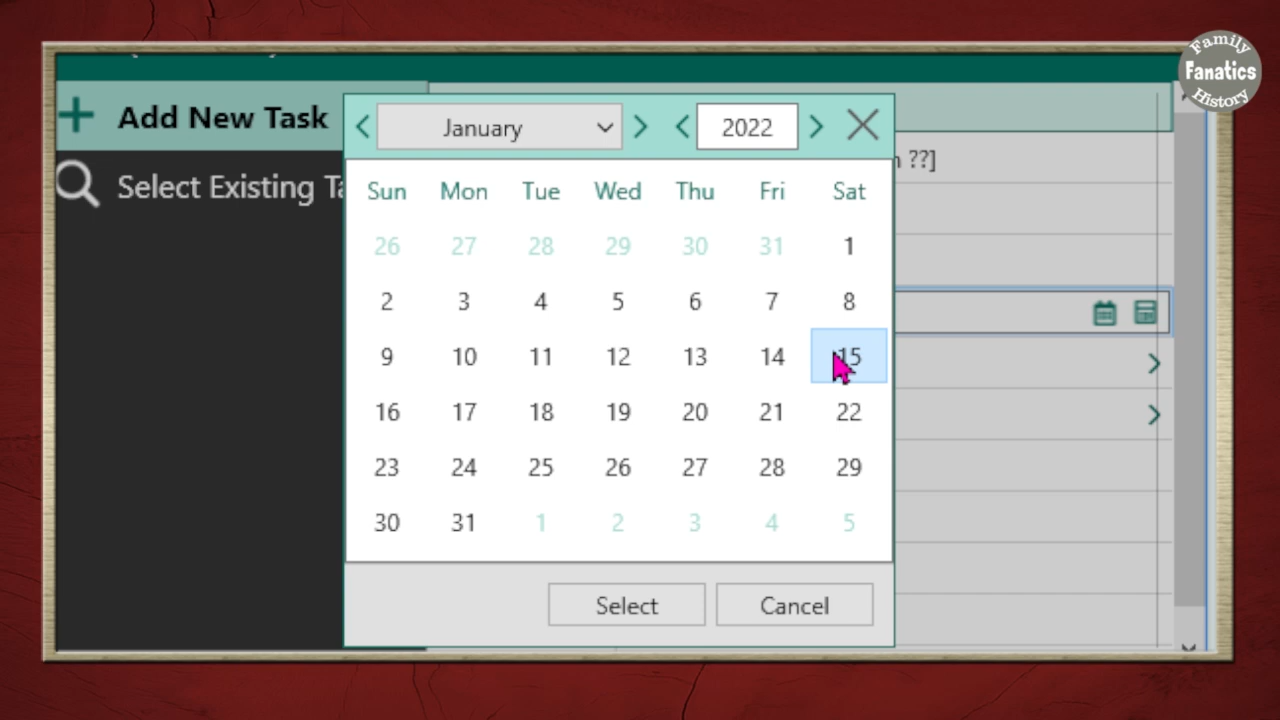 Family
Fanatics
History
Add New Task
Select Existing Ta
January 2022
??]
Sun Mon Tue Wed Thu Fri Sat
26 27 28 29 30 31 1
2 3 4 5 6 7 8
9 10 11 12 13 14 15
16 17 18 19 20 21 22
23 24 25 26 27 28 29
30 31 1 2 3 4 5
Select Cancel